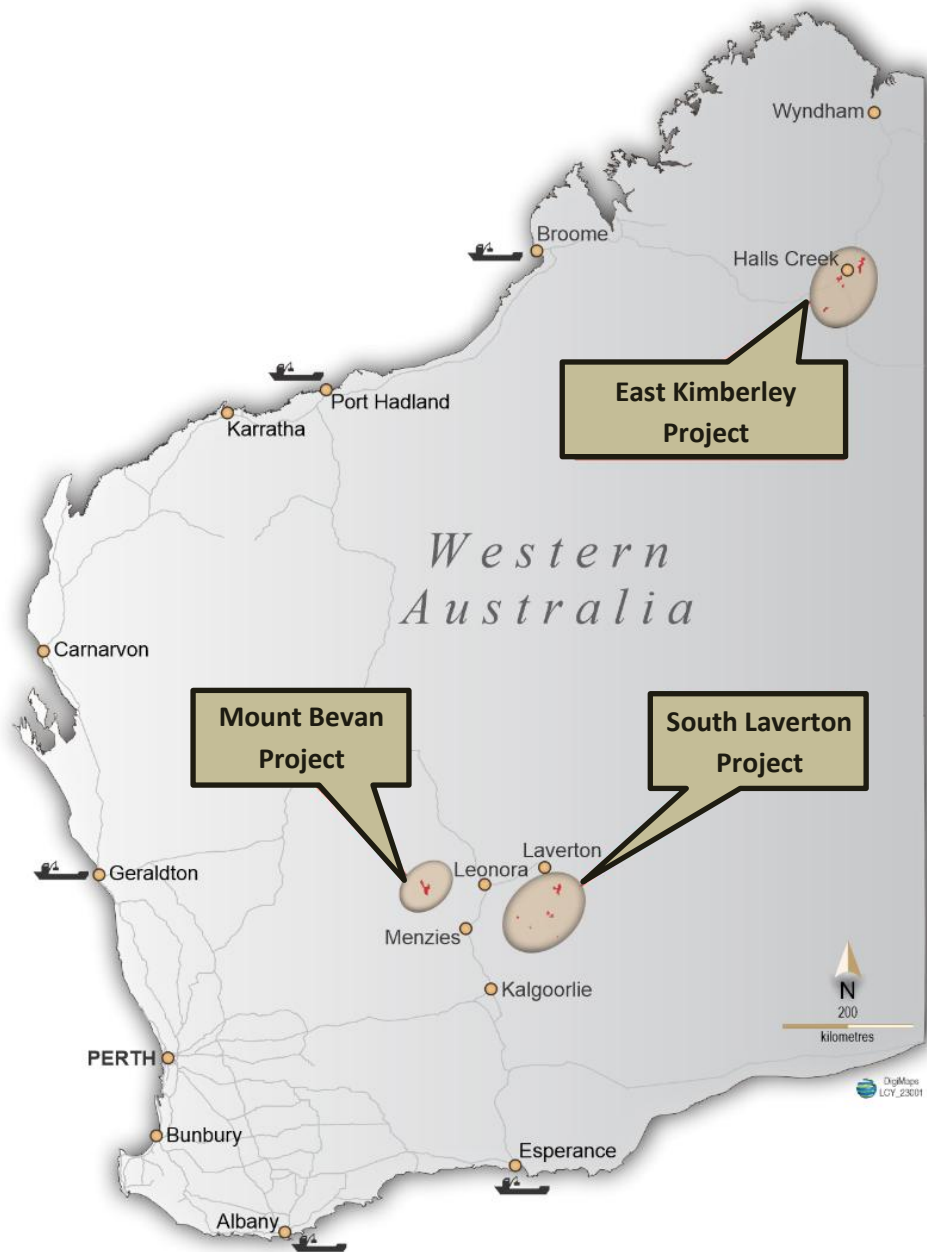 Wyndham
Broome
Halls Creek
East Kimberley
Project
Port Hadland
Karratha
Western
Australia
Carnarvon
Mount Bevan
Project
South Laverton
Project
Laverton
Leonora
Geraldton
Menzies
Kalgoorlie
N
200
kilometres
PERTH
DigiMaps
LCY_23001
Bunbury
Esperance
Albany